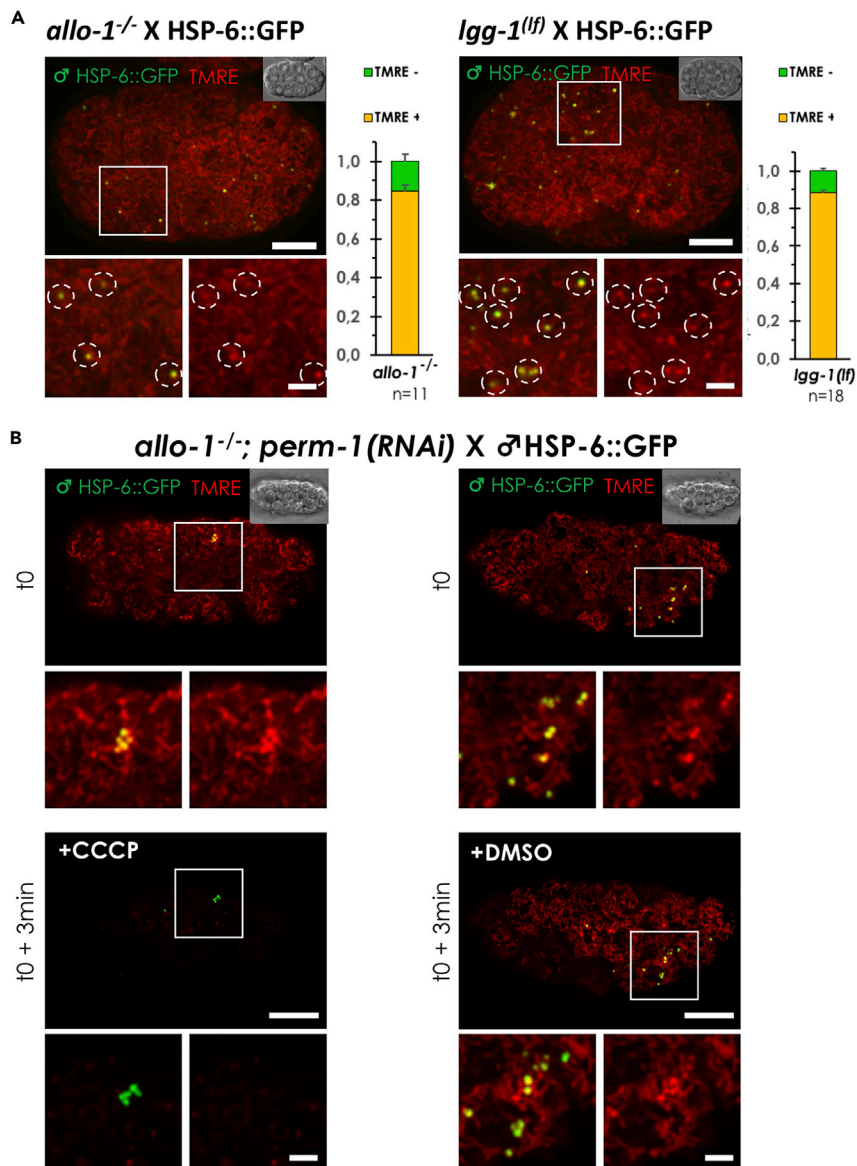 A
allo-1-/- X HSP-6::GFP
♂ HSP-6::GFP TMRE
TMRE -
TMRE +
1,0
0,8
0,6
0,4
0,2
0,0
allo-1-/-
n=11
lgg-1(lf) X HSP-6::GFP
♂ HSP-6::GFP TMRE
TMRE -
TMRE +
1,0
0,8
0,6
0,4
0,2
0,0
lgg-1(lf)
n=18
B
allo-1-/-; perm-1(RNAi) X ♂HSP-6::GFP
♂ HSP-6::GFP TMRE
♂ HSP-6::GFP TMRE
t0
t0
+CCCP
+DMSO
t0 + 3min
t0 + 3min